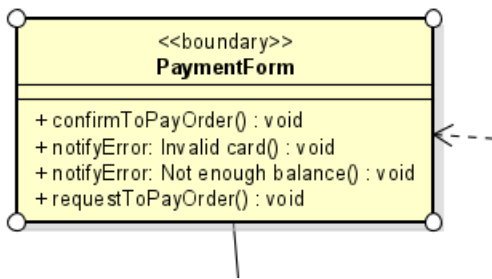 <<boundary>>
PaymentForm
+ confirmToPayOrder() : void
+ notifyError: Invalid card() : void
+ notifyError: Not enough balance() : void
+ requestToPayOrder() : void